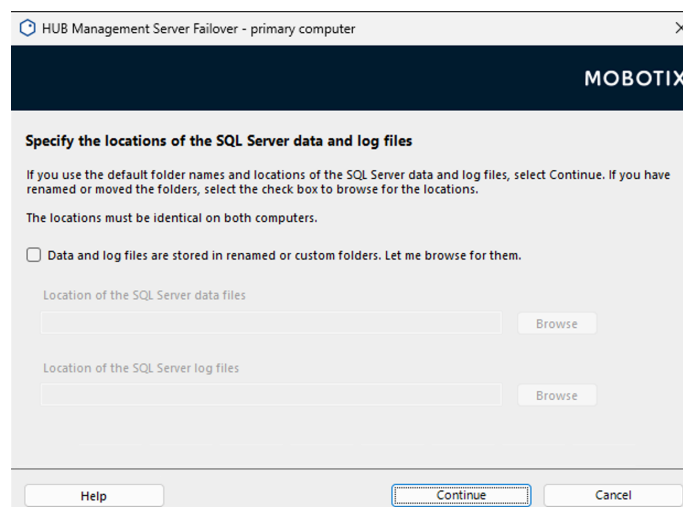 HUB Management Server Failover - primary computer
MOBOTIX
Specify the locations of the SQL Server data and log files
If you use the default folder names and locations of the SQL Server data and log files, select Continue. If you have
renamed or moved the folders, select the check box to browse for the locations.
The locations must be identical on both computers.
Data and log files are stored in renamed or custom folders. Let me browse for them.
Location of the SQL Server data files
Browse
Location of the SQL Server log files
Browse
Help
Continue
Cancel